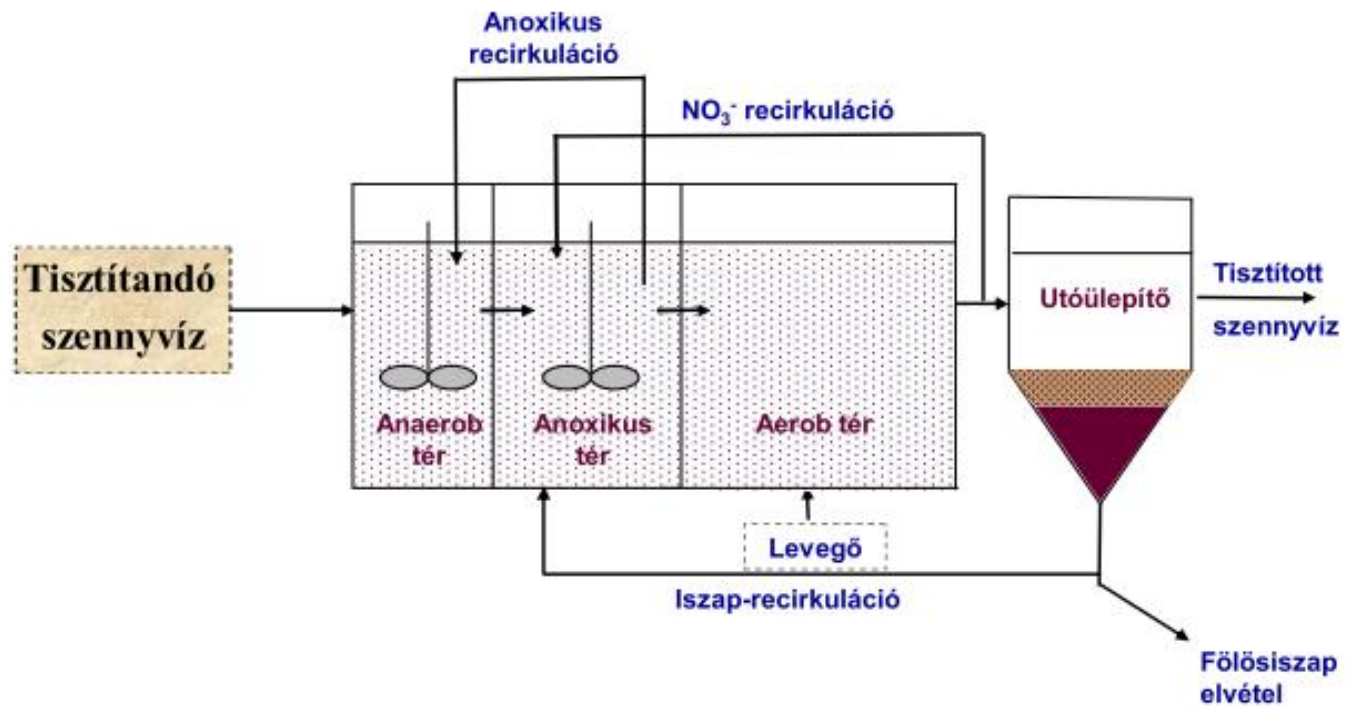 Anoxikus
recirkuláció
NO₃⁻ recirkuláció
Tisztítandó
szennyvíz
Utóülepítő
Tisztított
szennyvíz
Anaerob
tér
Anoxikus
tér
Aerob tér
Levegő
Iszap-recirkuláció
Fölösiszap
elvétel